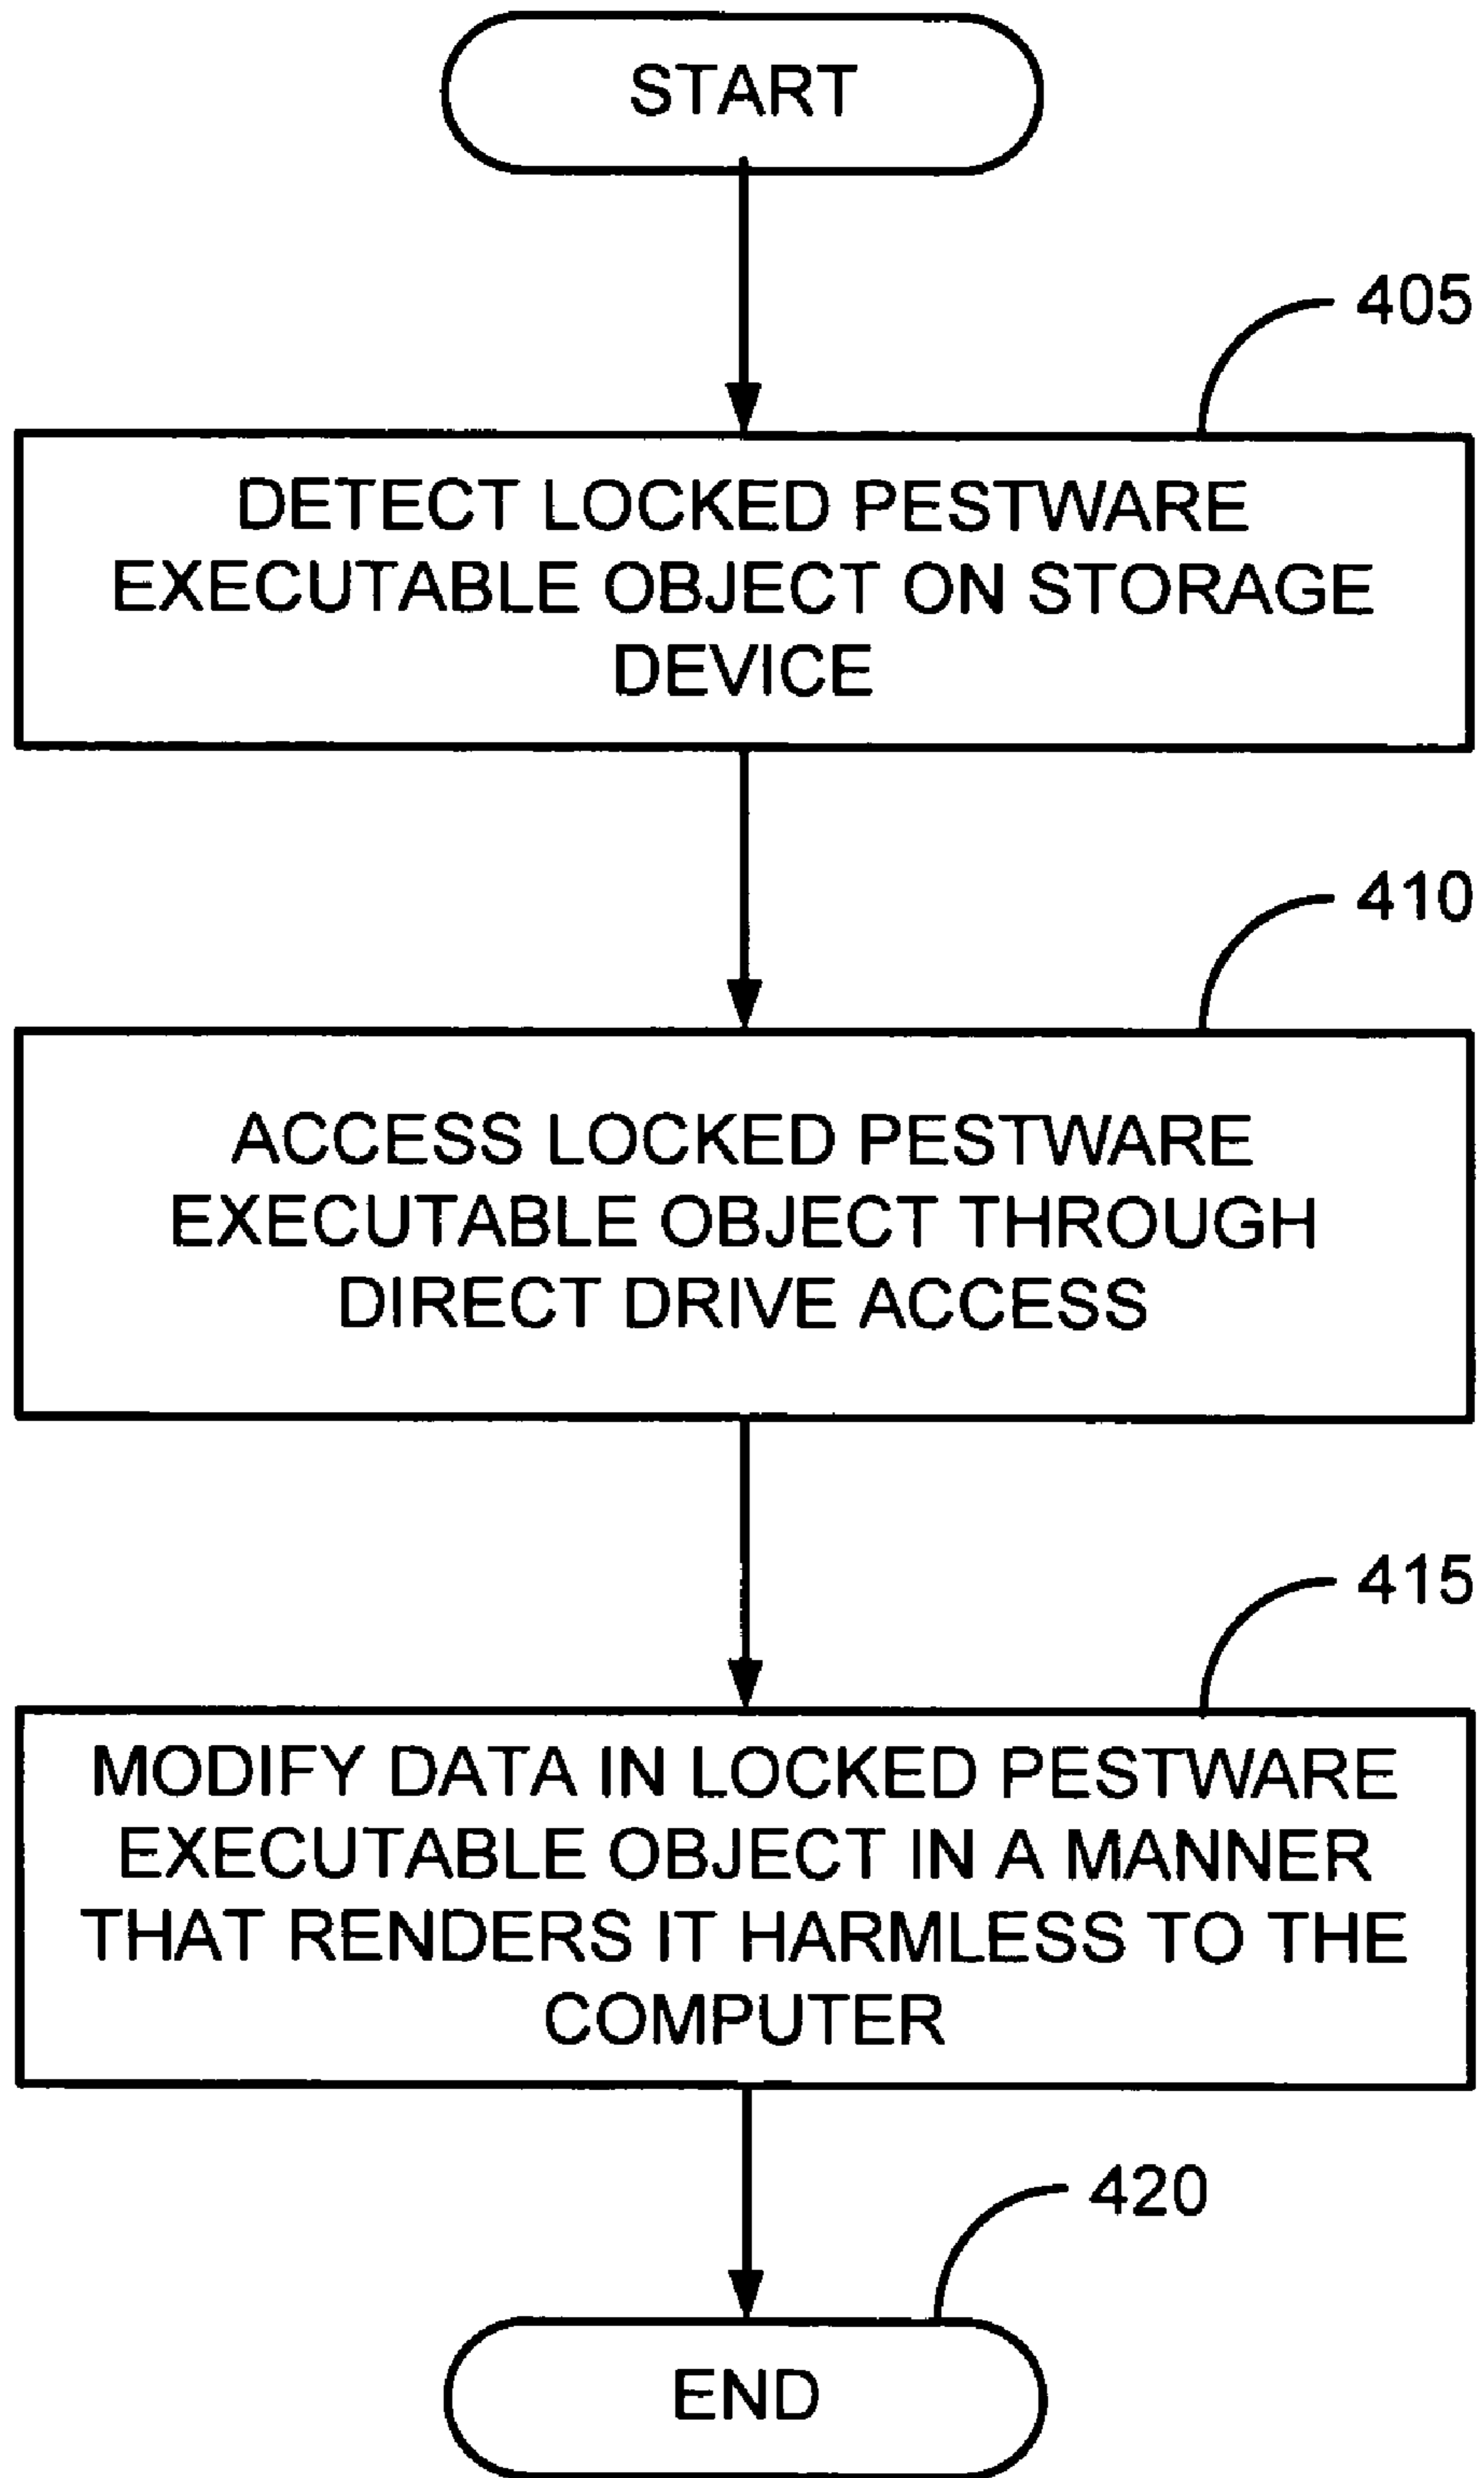 START
405
DETECT LOCKED PESTWARE
EXECUTABLE OBJECT ON STORAGE
DEVICE
410
ACCESS LOCKED PESTWARE
EXECUTABLE OBJECT THROUGH
DIRECT DRIVE ACCESS
415
MODIFY DATA IN LOCKED PESTWARE
EXECUTABLE OBJECT IN A MANNER
THAT RENDERS IT HARMLESS TO THE
COMPUTER
420
END